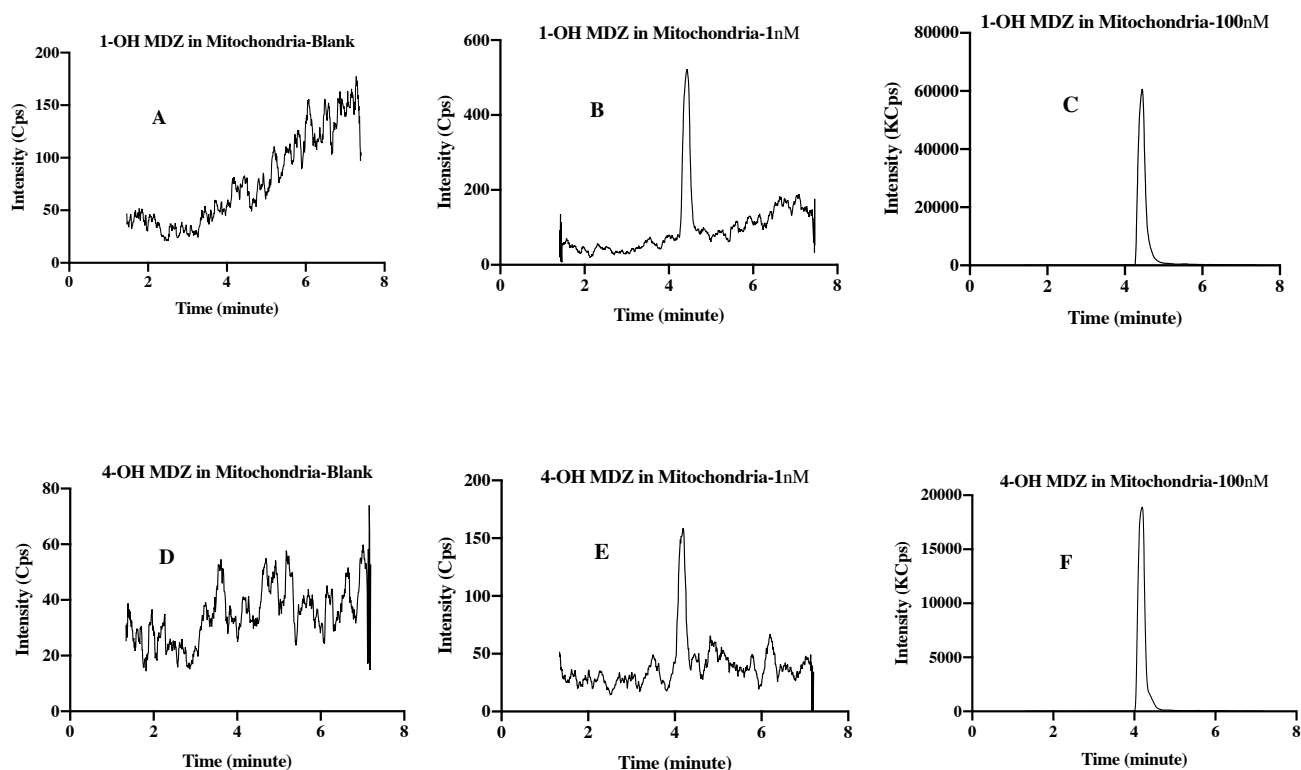 1-OH MDZ in Mitochondria-Blank
200
150
100
50
0
Intensity (Cps)
A
0 2 4 6 8
Time (minute)
1-OH MDZ in Mitochondria-1nM
600
400
200
0
Intensity (Cps)
B
0 2 4 6 8
Time (minute)
1-OH MDZ in Mitochondria-100nM
80000
60000
40000
20000
0
Intensity (KCps)
C
0 2 4 6 8
Time (minute)
4-OH MDZ in Mitochondria-Blank
80
60
40
20
0
Intensity (Cps)
D
0 2 4 6 8
Time (minute)
4-OH MDZ in Mitochondria-1nM
200
150
100
50
0
Intensity (Cps)
E
0 2 4 6 8
Time (minute)
4-OH MDZ in Mitochondria-100nM
20000
15000
10000
5000
0
Intensity (KCps)
F
0 2 4 6 8
Time (minute)